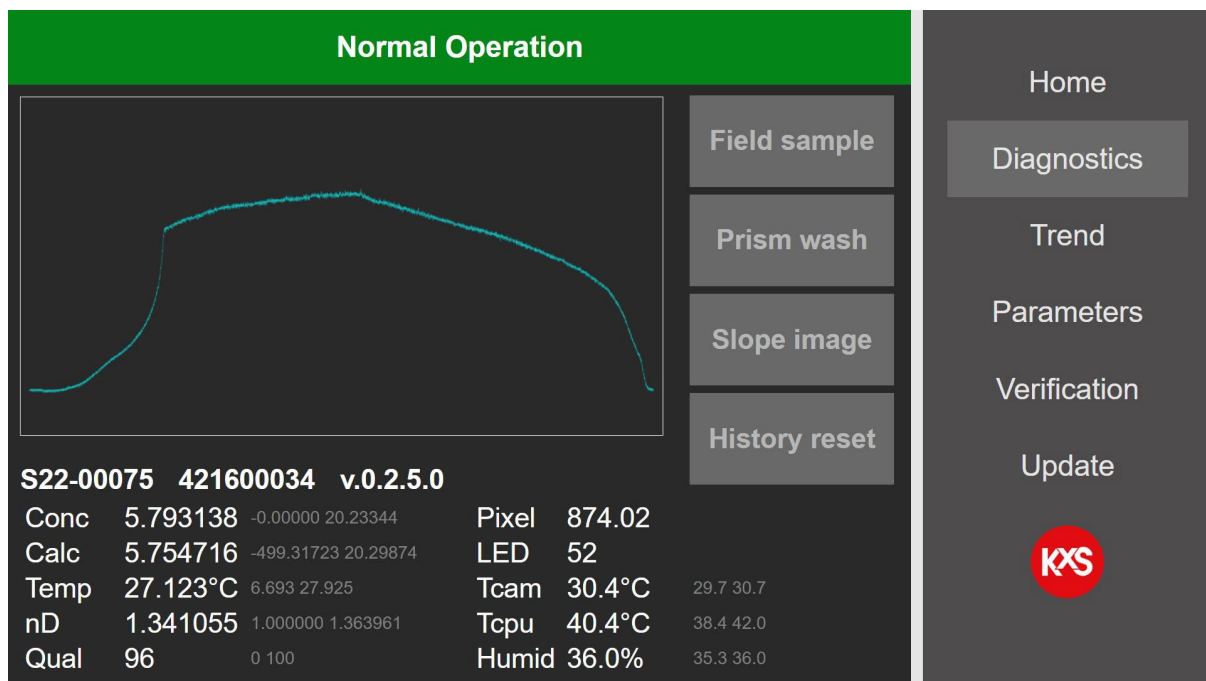 Normal Operation
Field sample
Prism wash
Slope image
History reset
S22-00075 421600034 v.0.2.5.0
Conc 5.793138 -0.00000 20.23344 Pixel 874.02
Calc 5.754716 -499.31723 20.29874 LED 52
Temp 27.123°C 6.693 27.925 Tcam 30.4°C 29.7 30.7
nD 1.341055 1.000000 1.363961 Tcpu 40.4°C 38.4 42.0
Qual 96 0 100 Humid 36.0% 35.3 36.0
Home
Diagnostics
Trend
Parameters
Verification
Update
KXS